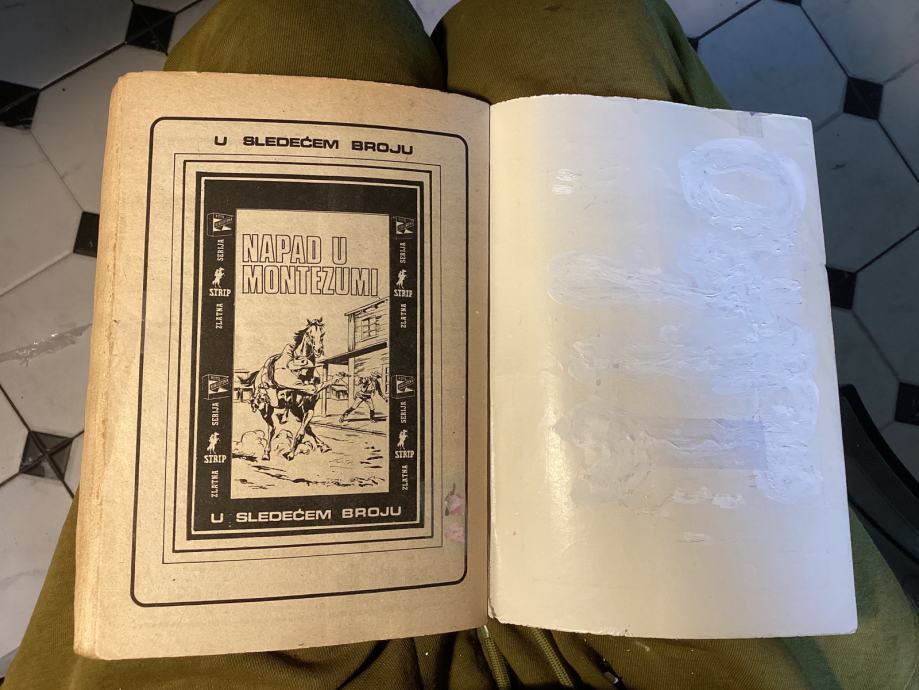 U SLEDEĆEM BROJU
NAPAD U
MONTEZUMI
ZLATNA STRIP SERIJA
ZLATNA STRIP SERIJA
ZLATNA STRIP SERIJA
ZLATNA STRIP SERIJA
U SLEDEĆEM BROJU